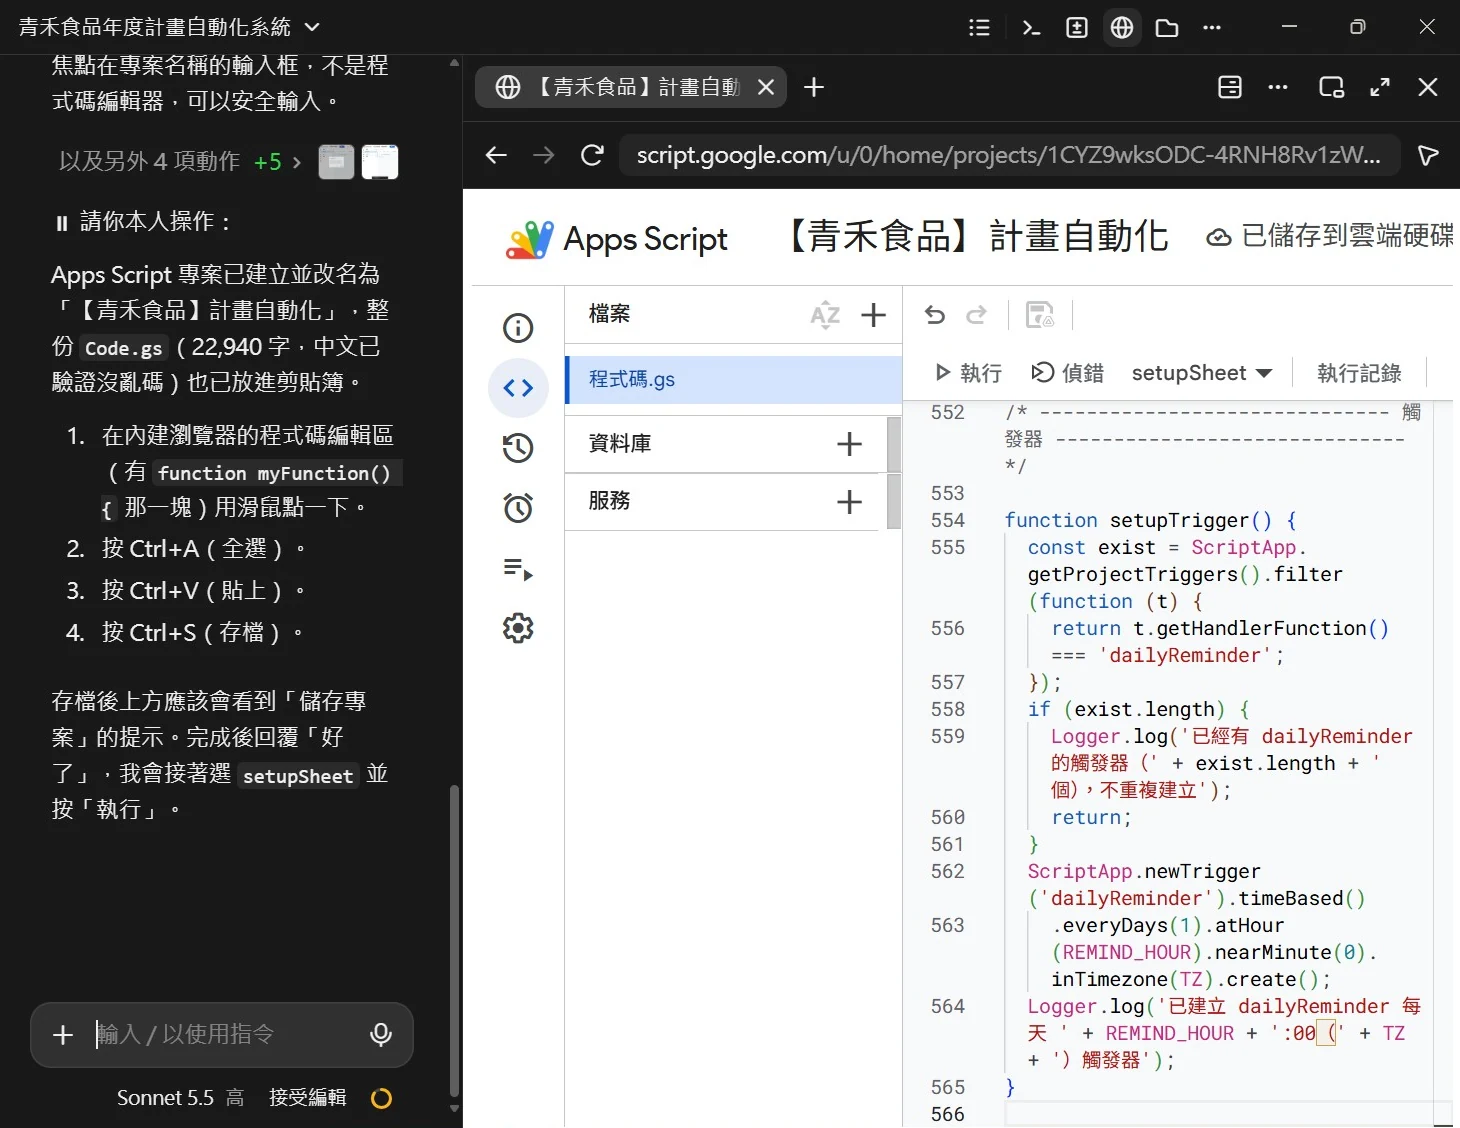 青禾食品年度計畫自動化系統
焦點在專案名稱的輸入框，不是程
式碼編輯器，可以安全輸入。
以及另外 4 項動作 +5
請你本人操作：
Apps Script 專案已建立並改名為
「【青禾食品】計畫自動化」，整
份 Code.gs（22,940 字，中文已
驗證沒亂碼）也已放進剪貼簿。
1. 在內建瀏覽器的程式碼編輯區
（有 function myFunction()
{ 那一塊）用滑鼠點一下。
2. 按 Ctrl+A（全選）。
3. 按 Ctrl+V（貼上）。
4. 按 Ctrl+S（存檔）。
存檔後上方應該會看到「儲存專
案」的提示。完成後回覆「好
了」，我會接著選 setupSheet 並
按「執行」。
輸入 / 以使用指令
Sonnet 5.5 高 接受編輯
【青禾食品】計畫自動
script.google.com/u/0/home/projects/1CYZ9wksODC-4RNH8Rv1zW...
Apps Script 【青禾食品】計畫自動化 已儲存到雲端硬碟
檔案 AZ
程式碼.gs
資料庫
服務
執行 偵錯 setupSheet 執行記錄
552 /* ------------------------------ 觸
發器 ------------------------------
*/
553
554 function setupTrigger() {
555 const exist = ScriptApp.
getProjectTriggers().filter
(function (t) {
556 return t.getHandlerFunction()
=== 'dailyReminder';
557 });
558 if (exist.length) {
559 Logger.log('已經有 dailyReminder
的觸發器（' + exist.length + '
個），不重複建立');
560 return;
561 }
562 ScriptApp.newTrigger
('dailyReminder').timeBased()
563 .everyDays(1).atHour
(REMIND_HOUR).nearMinute(0).
inTimezone(TZ).create();
564 Logger.log('已建立 dailyReminder 每
天 ' + REMIND_HOUR + ':00（' + TZ
+ '）觸發器');
565 }
566